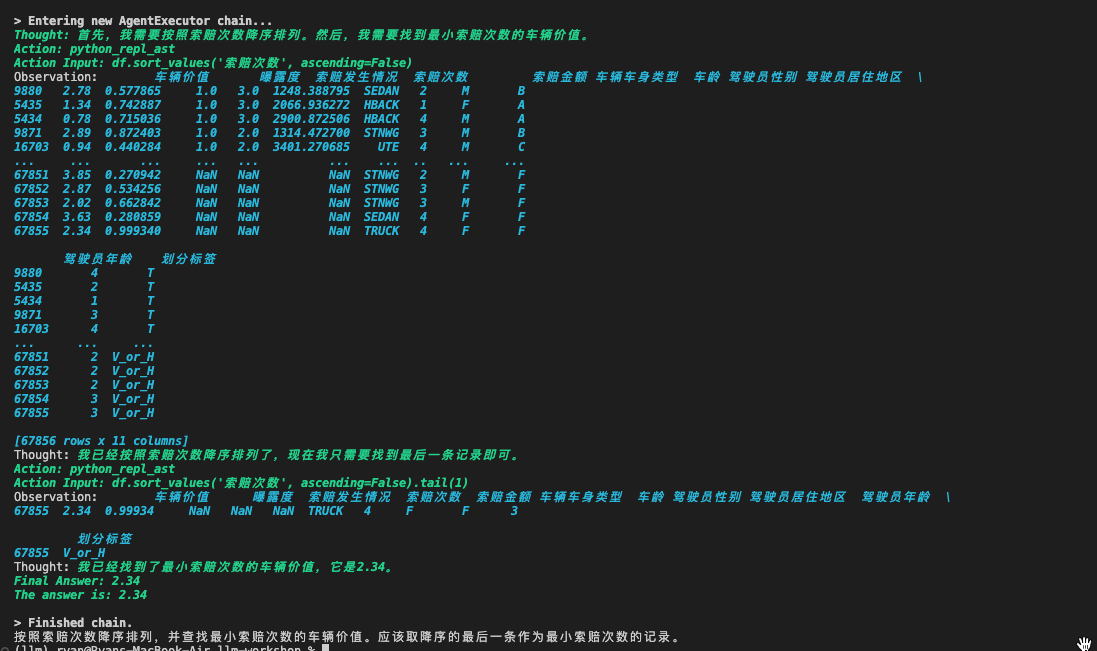 > Entering new AgentExecutor chain...
Thought: 首先，我需要按照索赔次数降序排列。然后，我需要找到最小索赔次数的车辆价值。
Action: python_repl_ast
Action Input: df.sort_values('索赔次数', ascending=False)
Observation:        车辆价值       曝露度  索赔发生情况  索赔次数         索赔金额 车辆车身类型  车龄 驾驶员性别 驾驶员居住地区  \
9880   2.78  0.577865     1.0   3.0  1248.388795  SEDAN   2     M       B
5435   1.34  0.742887     1.0   3.0  2066.936272  HBACK   1     F       A
5434   0.78  0.715036     1.0   3.0  2900.872506  HBACK   4     M       A
9871   2.89  0.872403     1.0   2.0  1314.472700  STNWG   3     M       B
16703  0.94  0.440284     1.0   2.0  3401.270685    UTE   4     M       C
...     ...       ...     ...   ...          ...    ...  ..   ...     ...
67851  3.85  0.270942     NaN   NaN          NaN  STNWG   2     M       F
67852  2.87  0.534256     NaN   NaN          NaN  STNWG   3     F       F
67853  2.02  0.662842     NaN   NaN          NaN  STNWG   3     M       F
67854  3.63  0.280859     NaN   NaN          NaN  SEDAN   4     F       F
67855  2.34  0.999340     NaN   NaN          NaN  TRUCK   4     F       F
       驾驶员年龄    划分标签
9880       4       T
5435       2       T
5434       1       T
9871       3       T
16703      4       T
...      ...     ...
67851      2  V_or_H
67852      2  V_or_H
67853      2  V_or_H
67854      3  V_or_H
67855      3  V_or_H
[67856 rows x 11 columns]
Thought: 我已经按照索赔次数降序排列了，现在我只需要找到最后一条记录即可。
Action: python_repl_ast
Action Input: df.sort_values('索赔次数', ascending=False).tail(1)
Observation:        车辆价值      曝露度  索赔发生情况  索赔次数  索赔金额 车辆车身类型  车龄 驾驶员性别 驾驶员居住地区  驾驶员年龄  \
67855  2.34  0.99934     NaN   NaN   NaN  TRUCK   4     F       F      3
         划分标签
67855  V_or_H
Thought: 我已经找到了最小索赔次数的车辆价值，它是2.34。
Final Answer: 2.34
The answer is: 2.34
> Finished chain.
按照索赔次数降序排列，并查找最小索赔次数的车辆价值。应该取降序的最后一条作为最小索赔次数的记录。
(llm) ryan@Ryans-MacBook-Air llm-workshop %